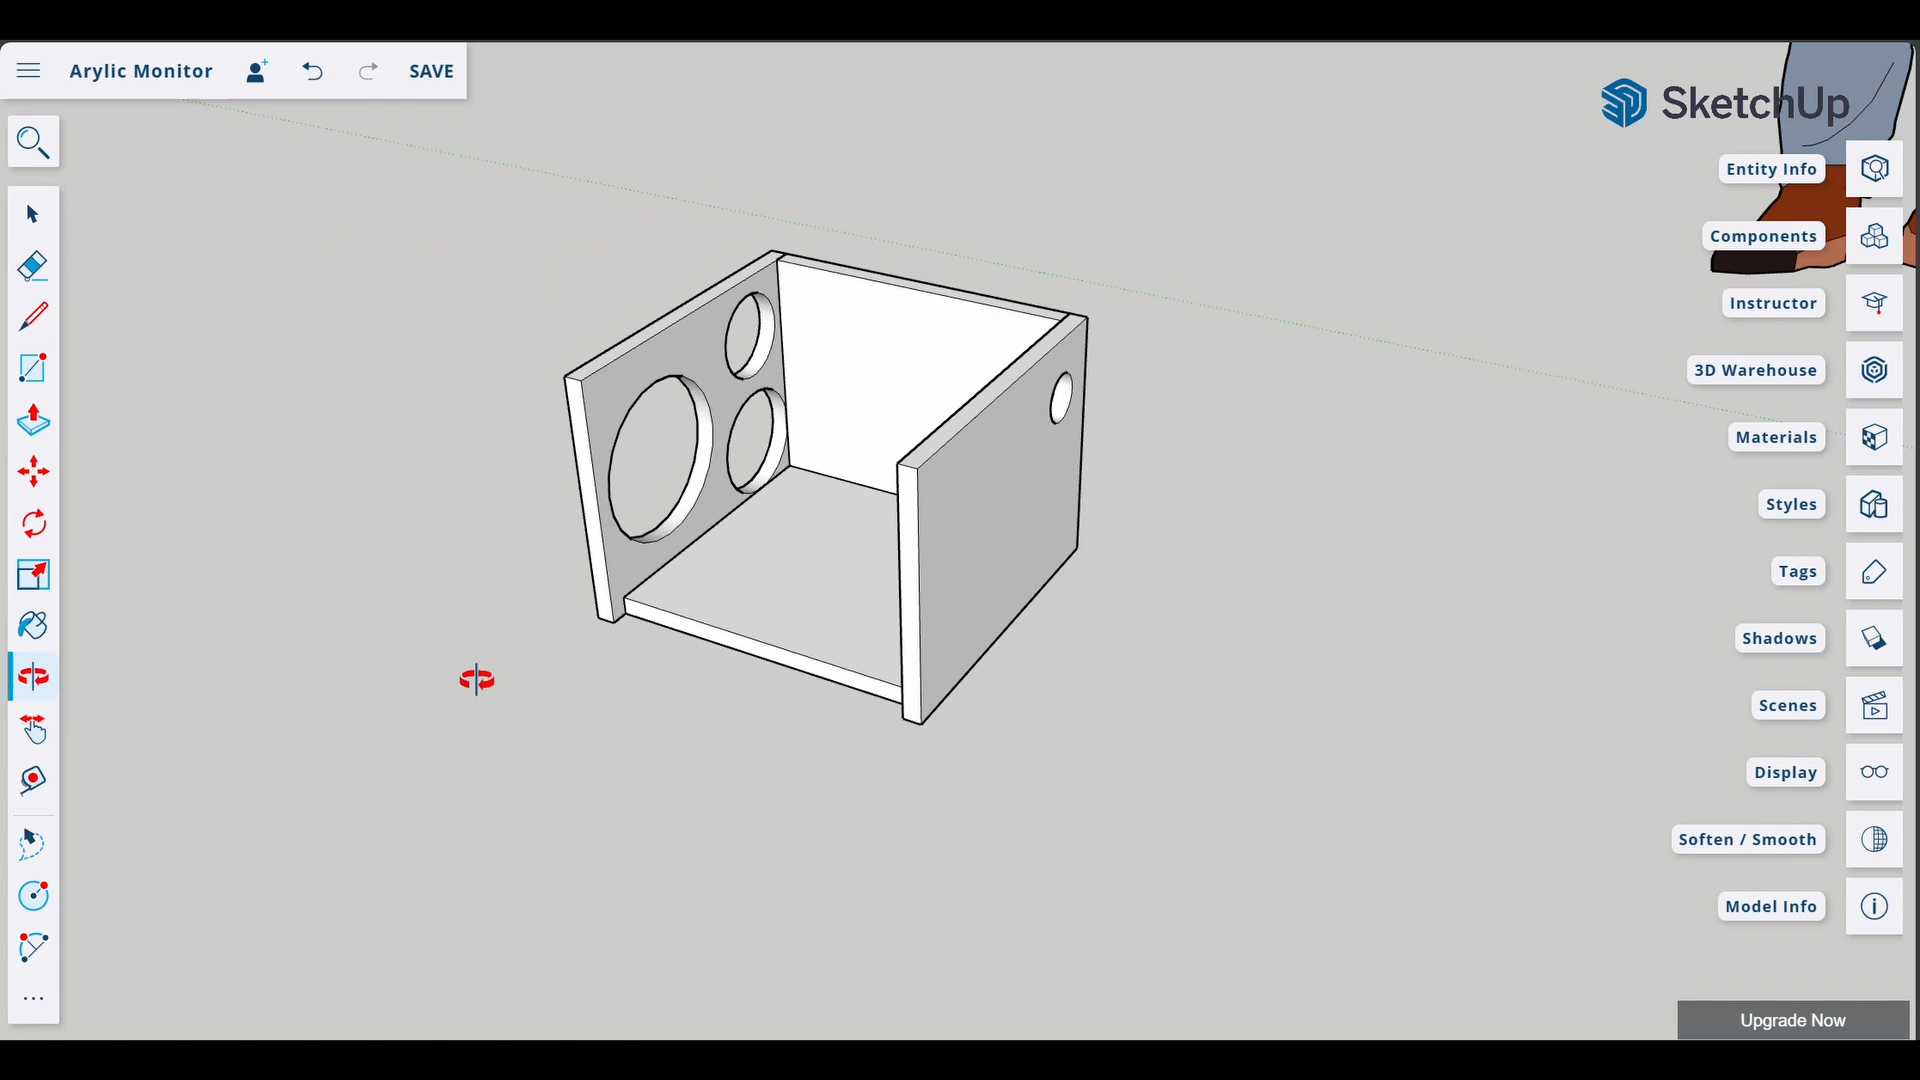 Arylic Monitor
SAVE
SketchUp
Entity Info
Components
Instructor
3D Warehouse
Materials
Styles
Tags
Shadows
Scenes
Display
Soften / Smooth
Model Info
Upgrade Now